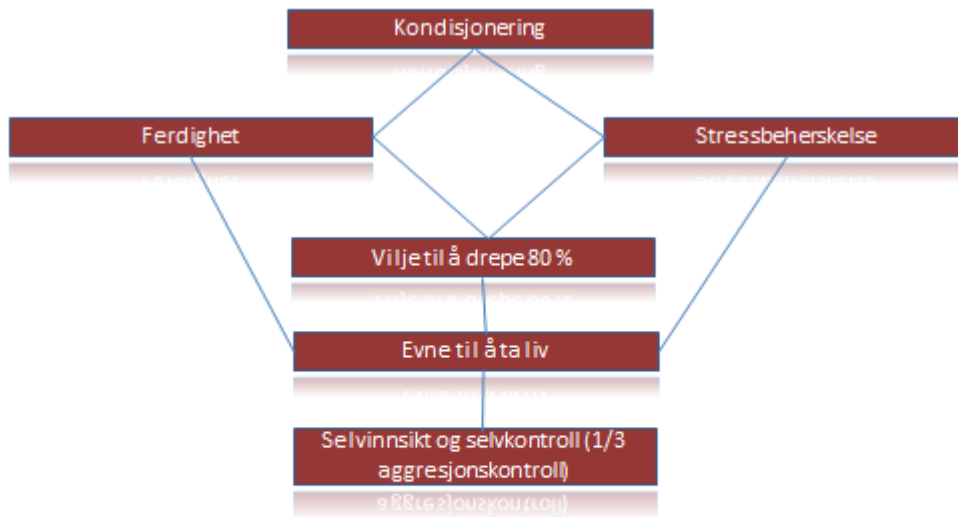 Kondisjonering
Ferdighet
Stressbeherskelse
Vilje til å drepe 80 %
Evne til å ta liv
Selvinnsikt og selvkontroll (1/3
aggresjonskontroll)